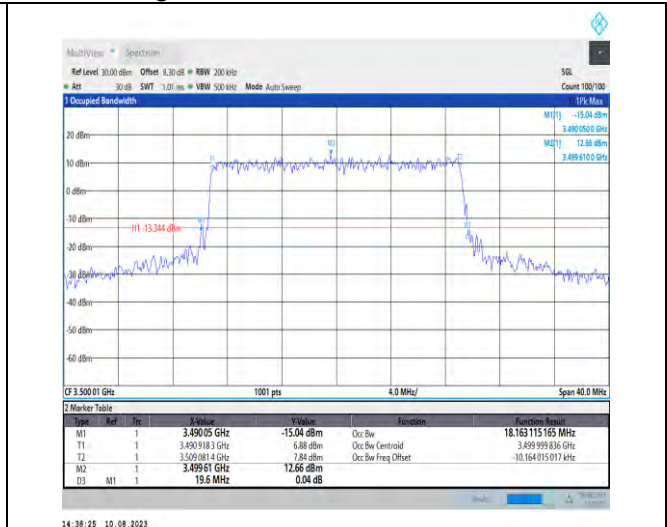 MultiView Spectrum
Ref Level 30.00 dBm Offset 8.30 dB RBW 200 kHz SGL
Att 30 dB SWT 1.01 ms VBW 500 kHz Mode Auto Sweep Count 100/100
1 Occupied Bandwidth 1Pk Max
M1[1] -15.04 dBm
3.490 050 0 GHz
M2[1] 12.66 dBm
3.499 610 0 GHz
20 dBm
M2
T1 T2
10 dBm
0 dBm
-10 dBm
H1 -13.344 dBm
-20 dBm
-30 dBm
-40 dBm
-50 dBm
-60 dBm
CF 3.500 01 GHz 1001 pts 4.0 MHz/ Span 40.0 MHz
2 Marker Table
Type Ref Trc X-Value Y-Value Function Function Result
M1 1 3.490 05 GHz -15.04 dBm Occ Bw 18.163 115 165 MHz
T1 1 3.490 918 3 GHz 6.88 dBm Occ Bw Centroid 3.499 999 836 GHz
T2 1 3.509 081 4 GHz 7.84 dBm Occ Bw Freq Offset -10.164 015 017 kHz
M2 1 3.499 61 GHz 12.66 dBm
D3 M1 1 19.6 MHz 0.04 dB
14:38:25 10.08.2023